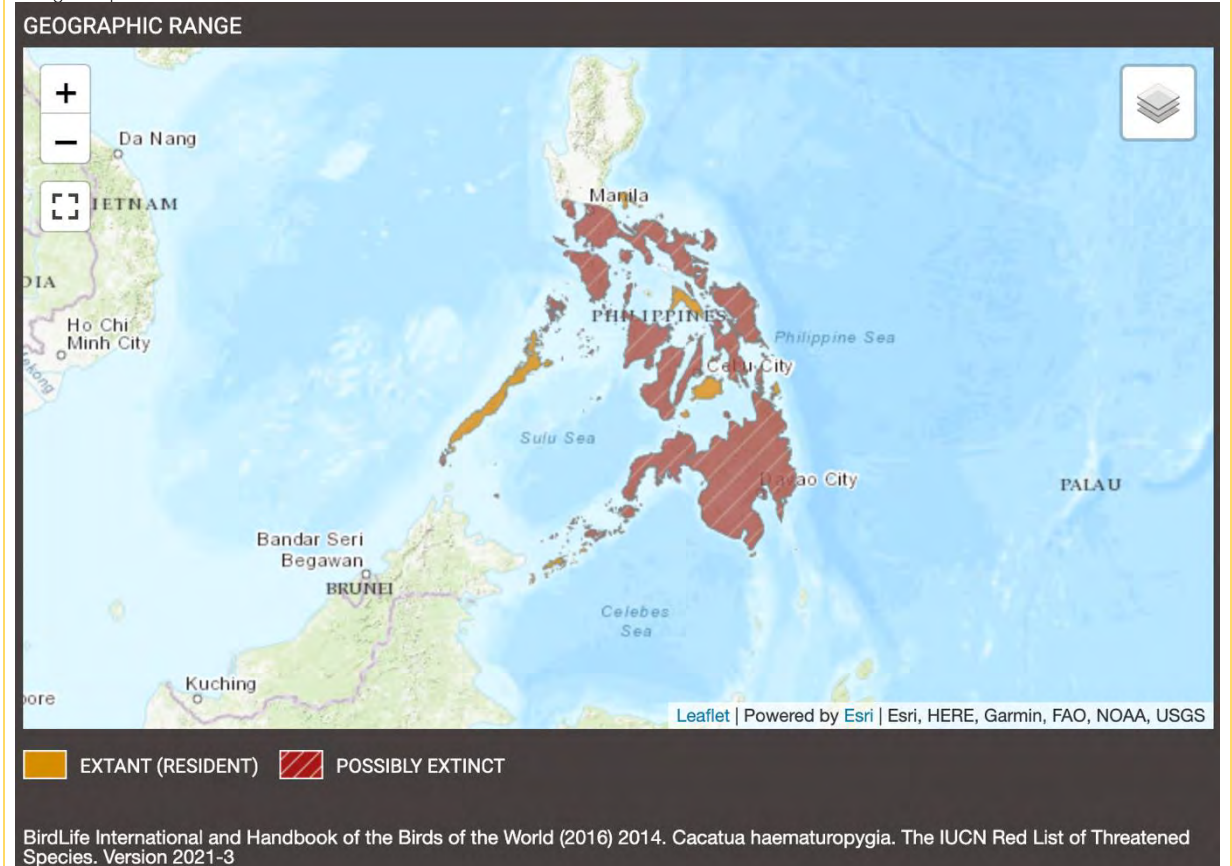 GEOGRAPHIC RANGE
+
−
Da Nang
IETNAM
Manila
DIA
Ho Chi
Minh City
PHILIPPINES
Philippine Sea
Cebu City
Sulu Sea
Davao City
PALAU
Bandar Seri
Begawan
BRUNEI
Celebes
Sea
Kuching
ore
Leaflet | Powered by Esri | Esri, HERE, Garmin, FAO, NOAA, USGS
EXTANT (RESIDENT) POSSIBLY EXTINCT
BirdLife International and Handbook of the Birds of the World (2016) 2014. Cacatua haematuropygia. The IUCN Red List of Threatened
Species. Version 2021-3